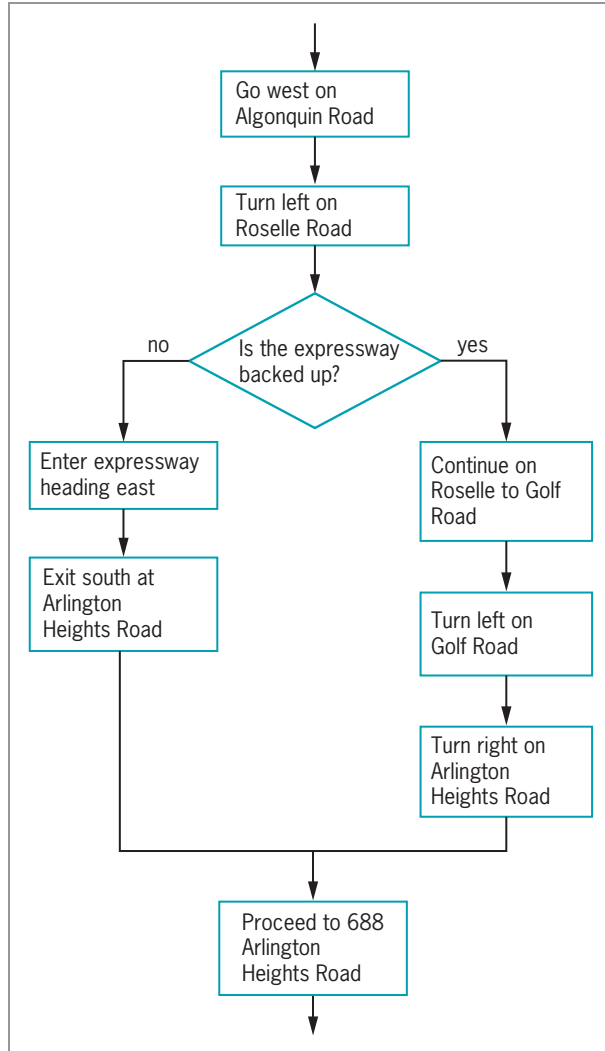 Go west on
Algonquin Road
Turn left on
Roselle Road
Is the expressway
backed up?
no
yes
Enter expressway
heading east
Exit south at
Arlington
Heights Road
Continue on
Roselle to Golf
Road
Turn left on
Golf Road
Turn right on
Arlington
Heights Road
Proceed to 688
Arlington
Heights Road